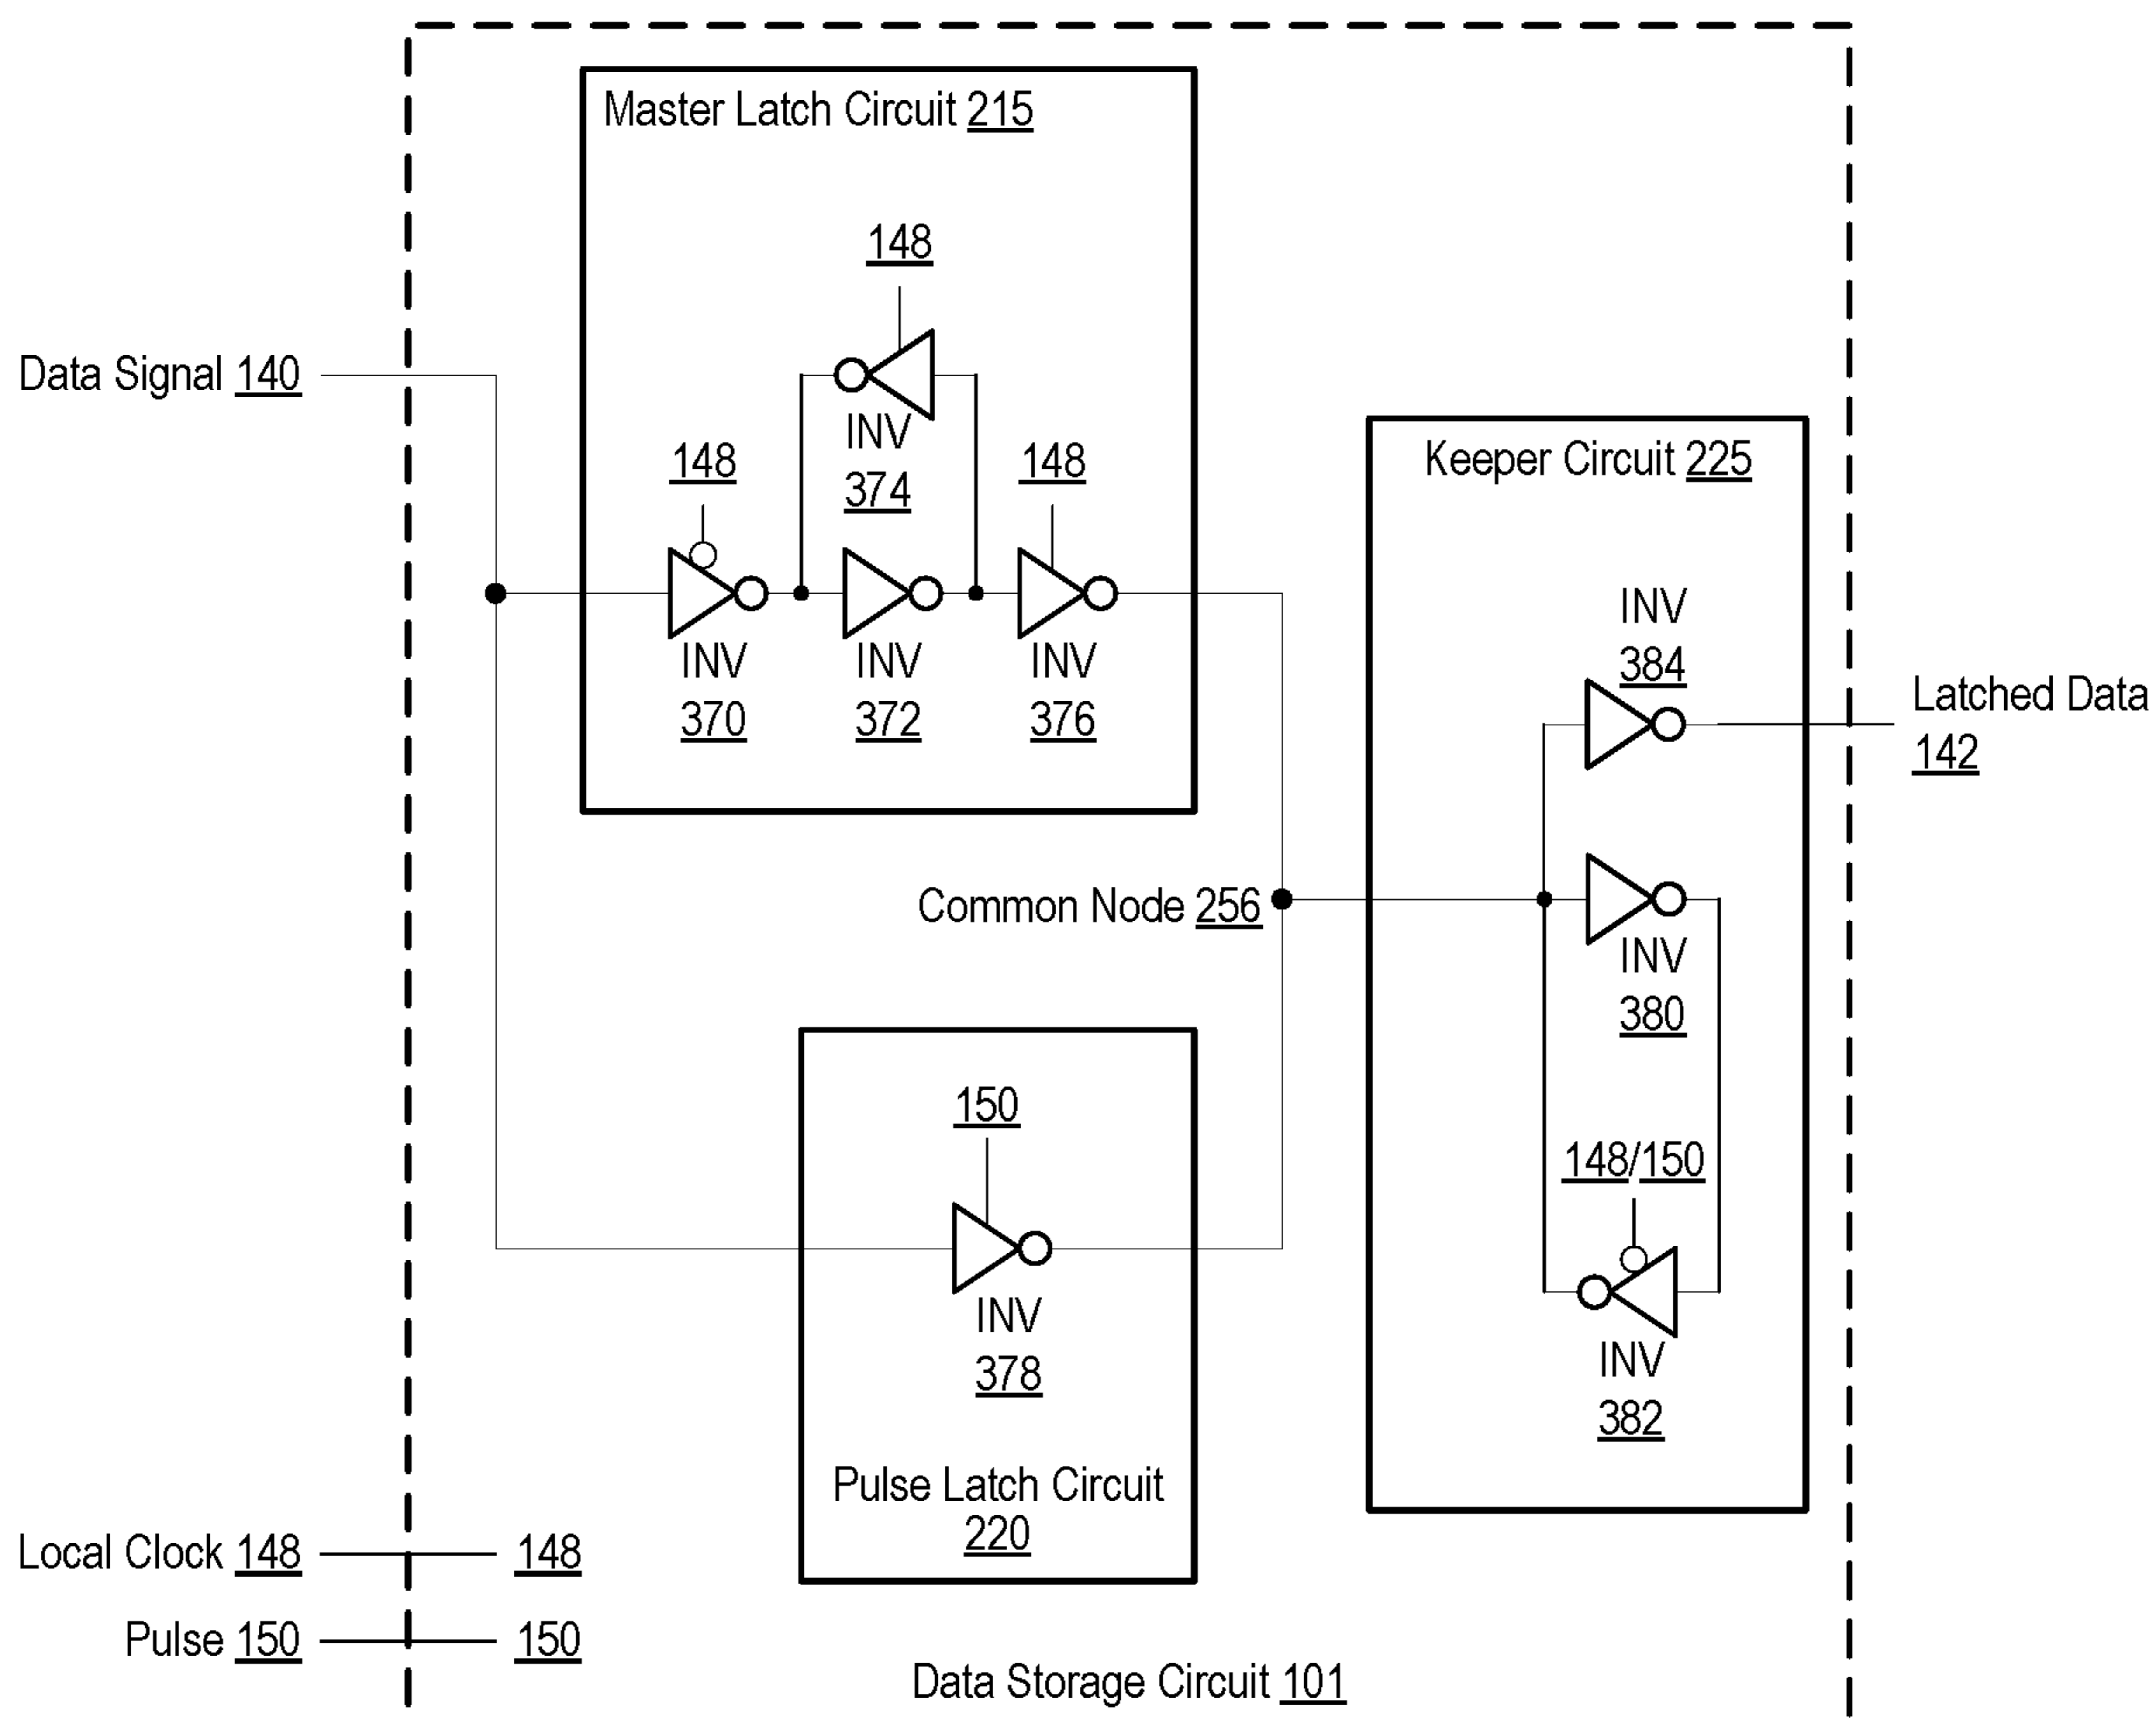 Master Latch Circuit 215
148
Data Signal 140
INV
374
148
148
INV
370
INV
372
INV
376
Keeper Circuit 225
INV
384
Latched Data
142
Common Node 256
INV
380
150
148/150
INV
378
INV
382
Pulse Latch Circuit
220
Local Clock 148
148
Pulse 150
150
Data Storage Circuit 101